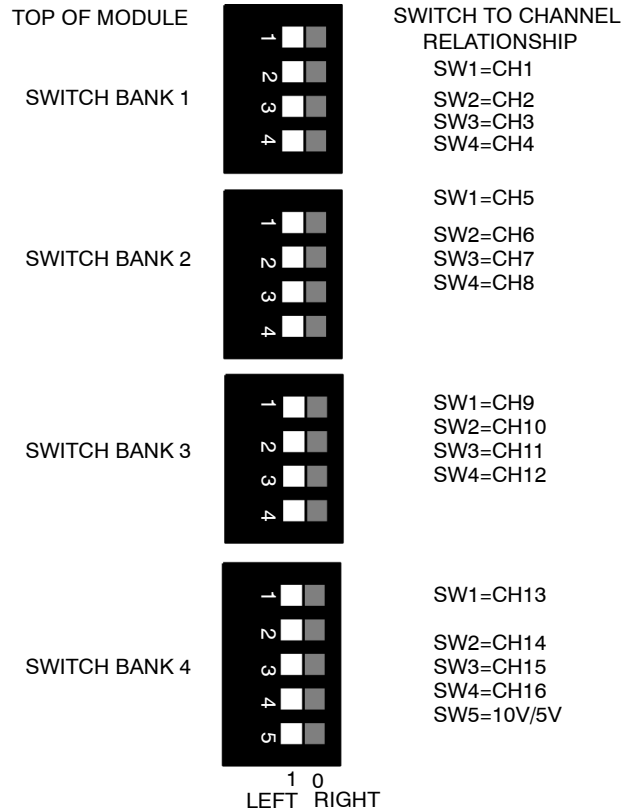 TOP OF MODULE
SWITCH TO CHANNEL
RELATIONSHIP
SWITCH BANK 1
1
2
3
4
SW1=CH1
SW2=CH2
SW3=CH3
SW4=CH4
SWITCH BANK 2
1
2
3
4
SW1=CH5
SW2=CH6
SW3=CH7
SW4=CH8
SWITCH BANK 3
1
2
3
4
SW1=CH9
SW2=CH10
SW3=CH11
SW4=CH12
SWITCH BANK 4
1
2
3
4
5
SW1=CH13
SW2=CH14
SW3=CH15
SW4=CH16
SW5=10V/5V
1 0
LEFT RIGHT